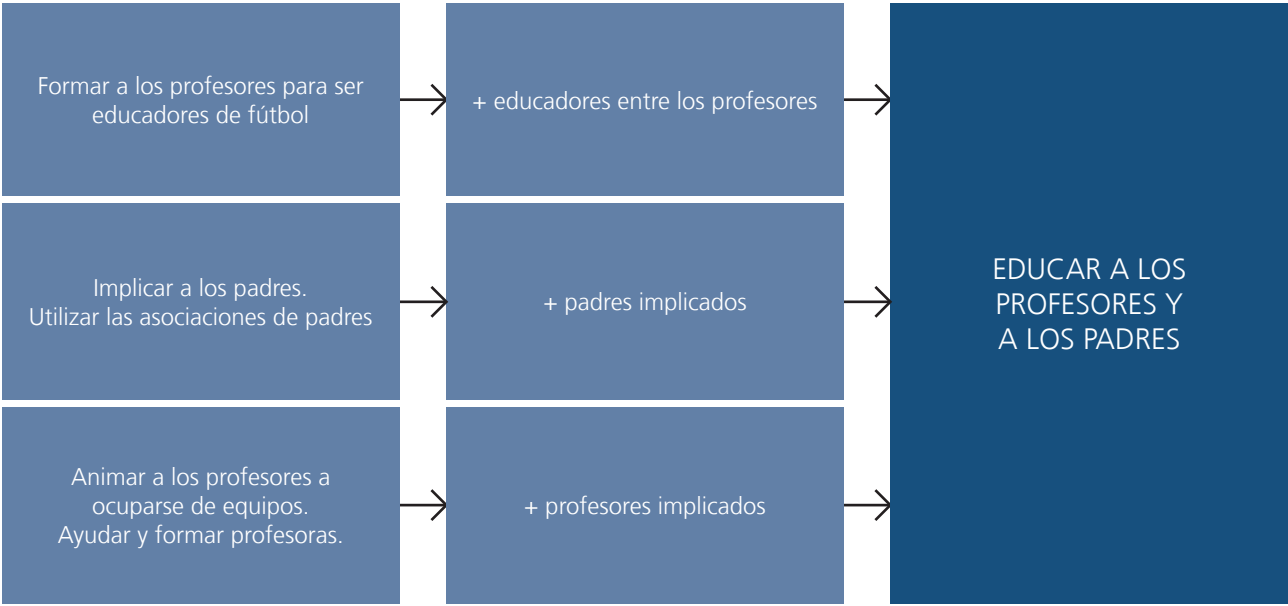 Formar a los profesores para ser
educadores de fútbol
+ educadores entre los profesores
Implicar a los padres.
Utilizar las asociaciones de padres
+ padres implicados
Animar a los profesores a
ocuparse de equipos.
Ayudar y formar profesoras.
+ profesores implicados
EDUCAR A LOS
PROFESORES Y
A LOS PADRES